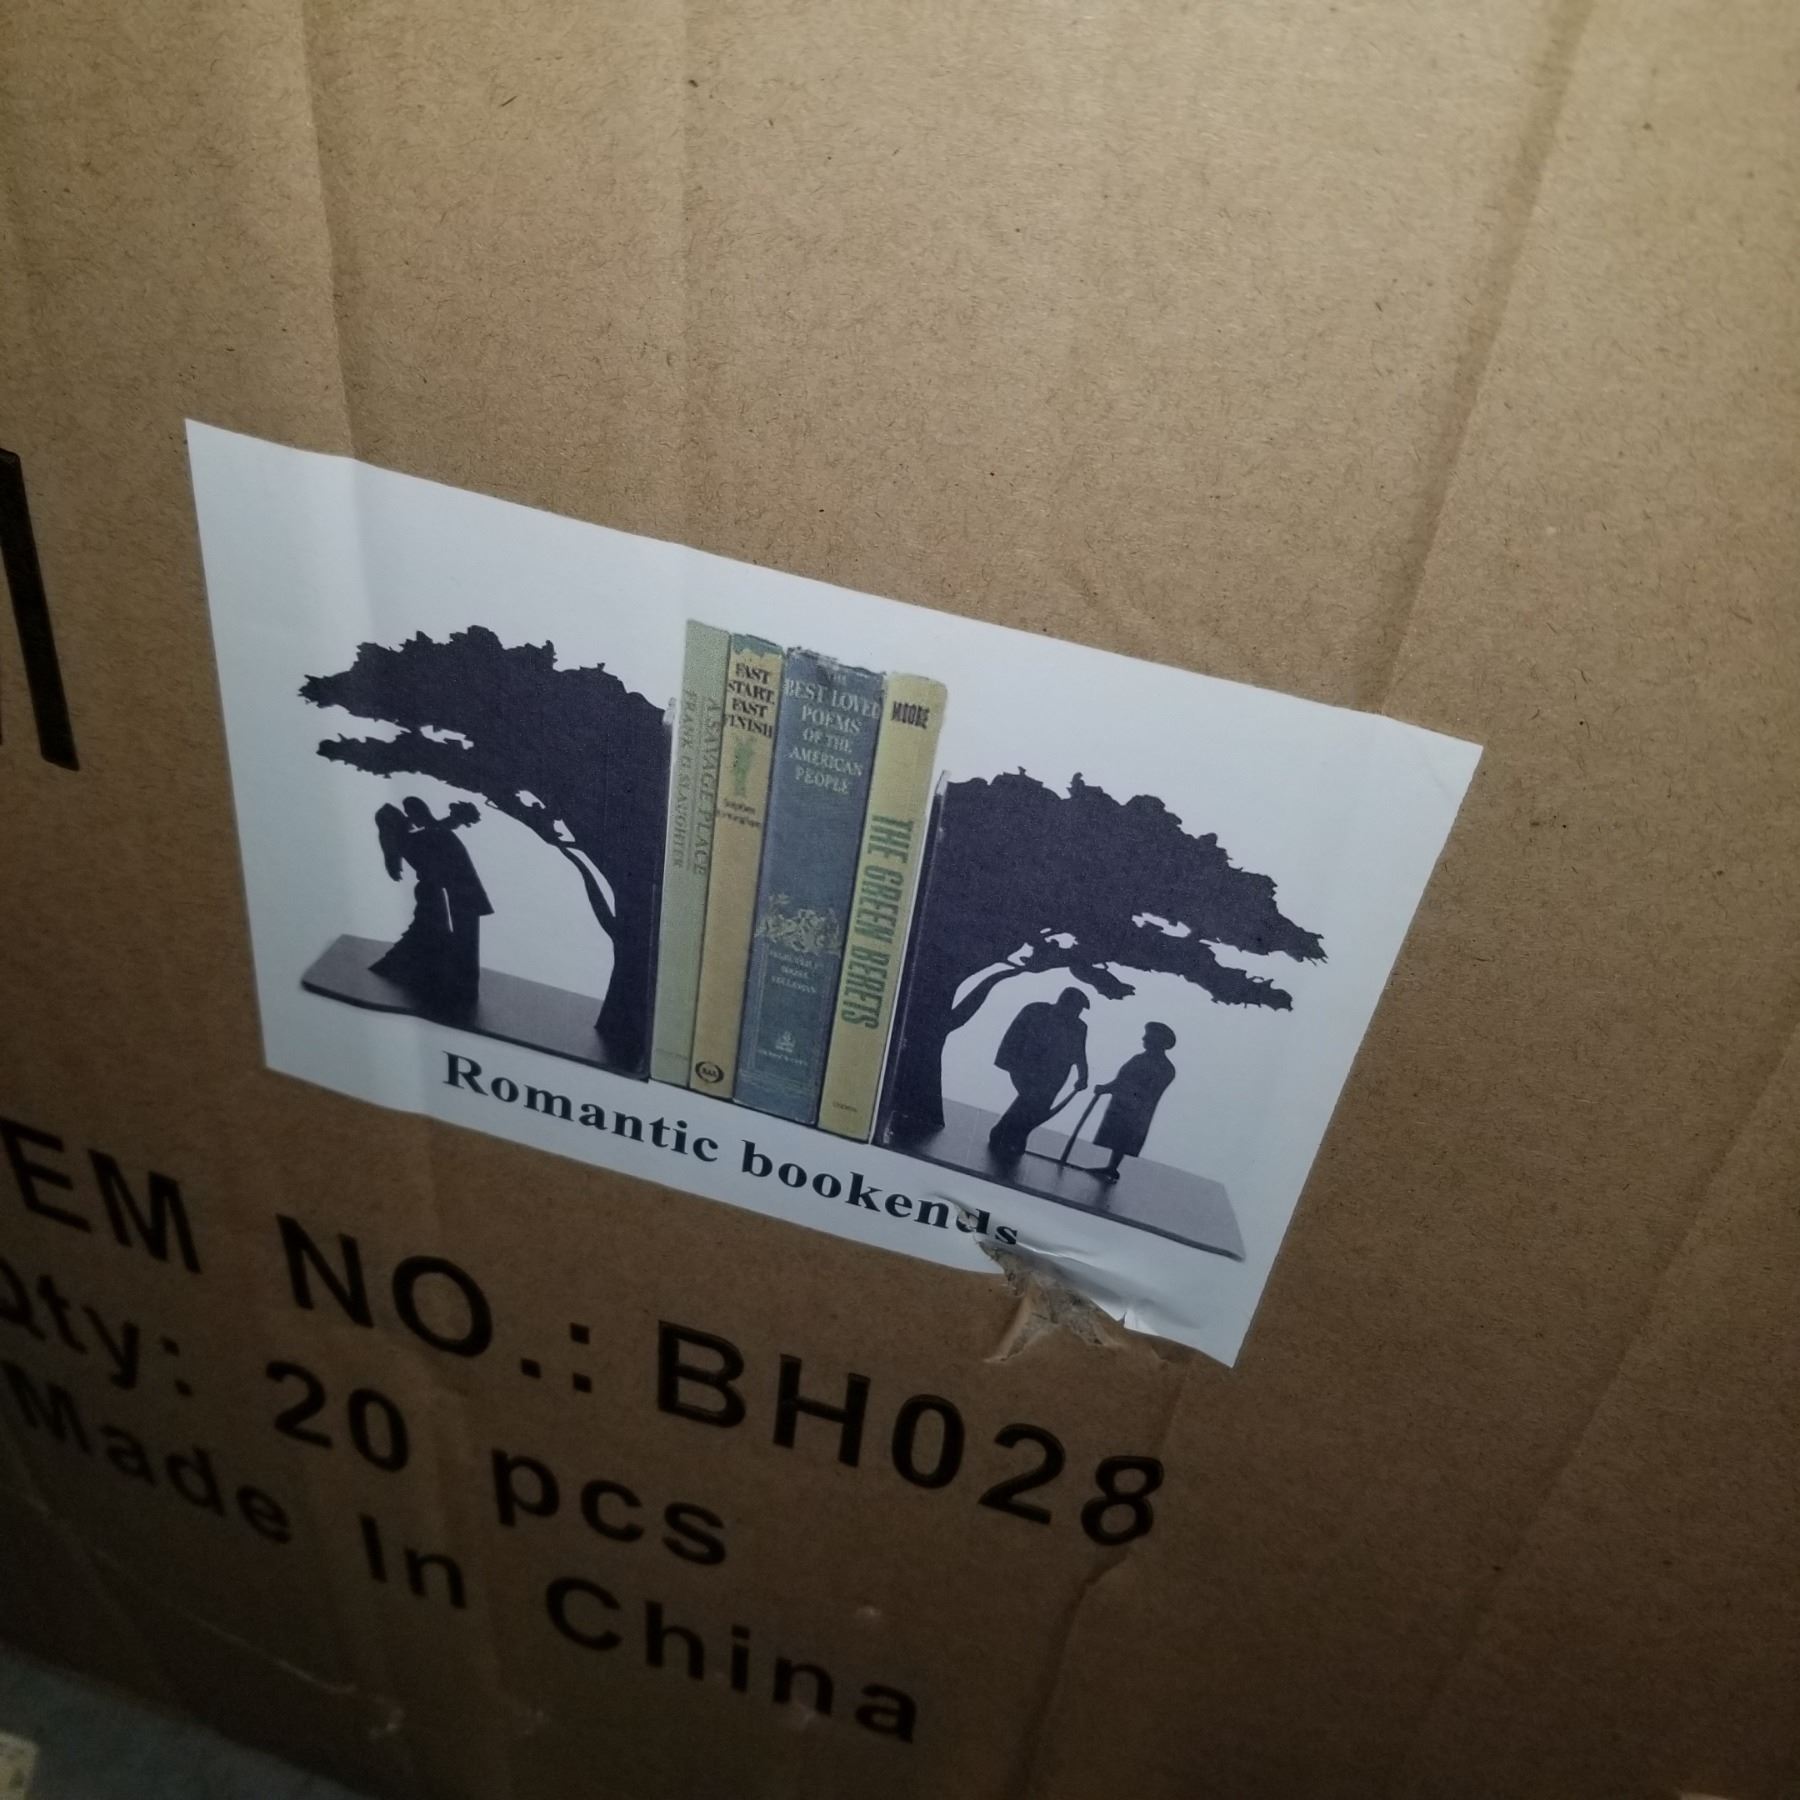 A SAVAGE PLACE
FRANK G. SLAUGHTER
FAST
START,
FAST
FINISH
THE
BEST LOVED
POEMS
OF THE
AMERICAN
PEOPLE
MOORE
THE GREEN BERETS
Romantic bookends
EM NO.: BH028
Qty: 20 pcs
Made In China